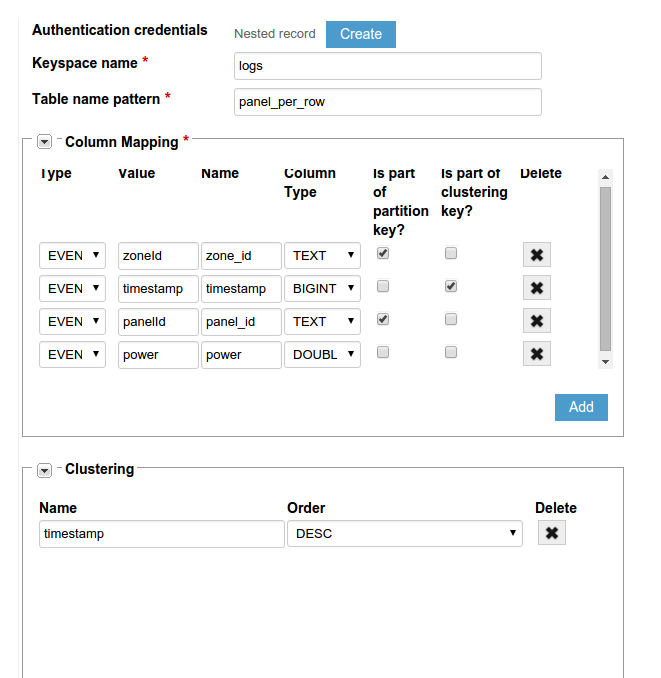 Authentication credentials Nested record Create
Keyspace name * logs
Table name pattern * panel_per_row
Column Mapping *
Type Value Name Column Type Is part of partition key? Is part of clustering key? Delete
EVEN zoneId zone_id TEXT
EVEN timestamp timestamp BIGINT
EVEN panelId panel_id TEXT
EVEN power power DOUBL
Add
Clustering
Name Order Delete
timestamp DESC